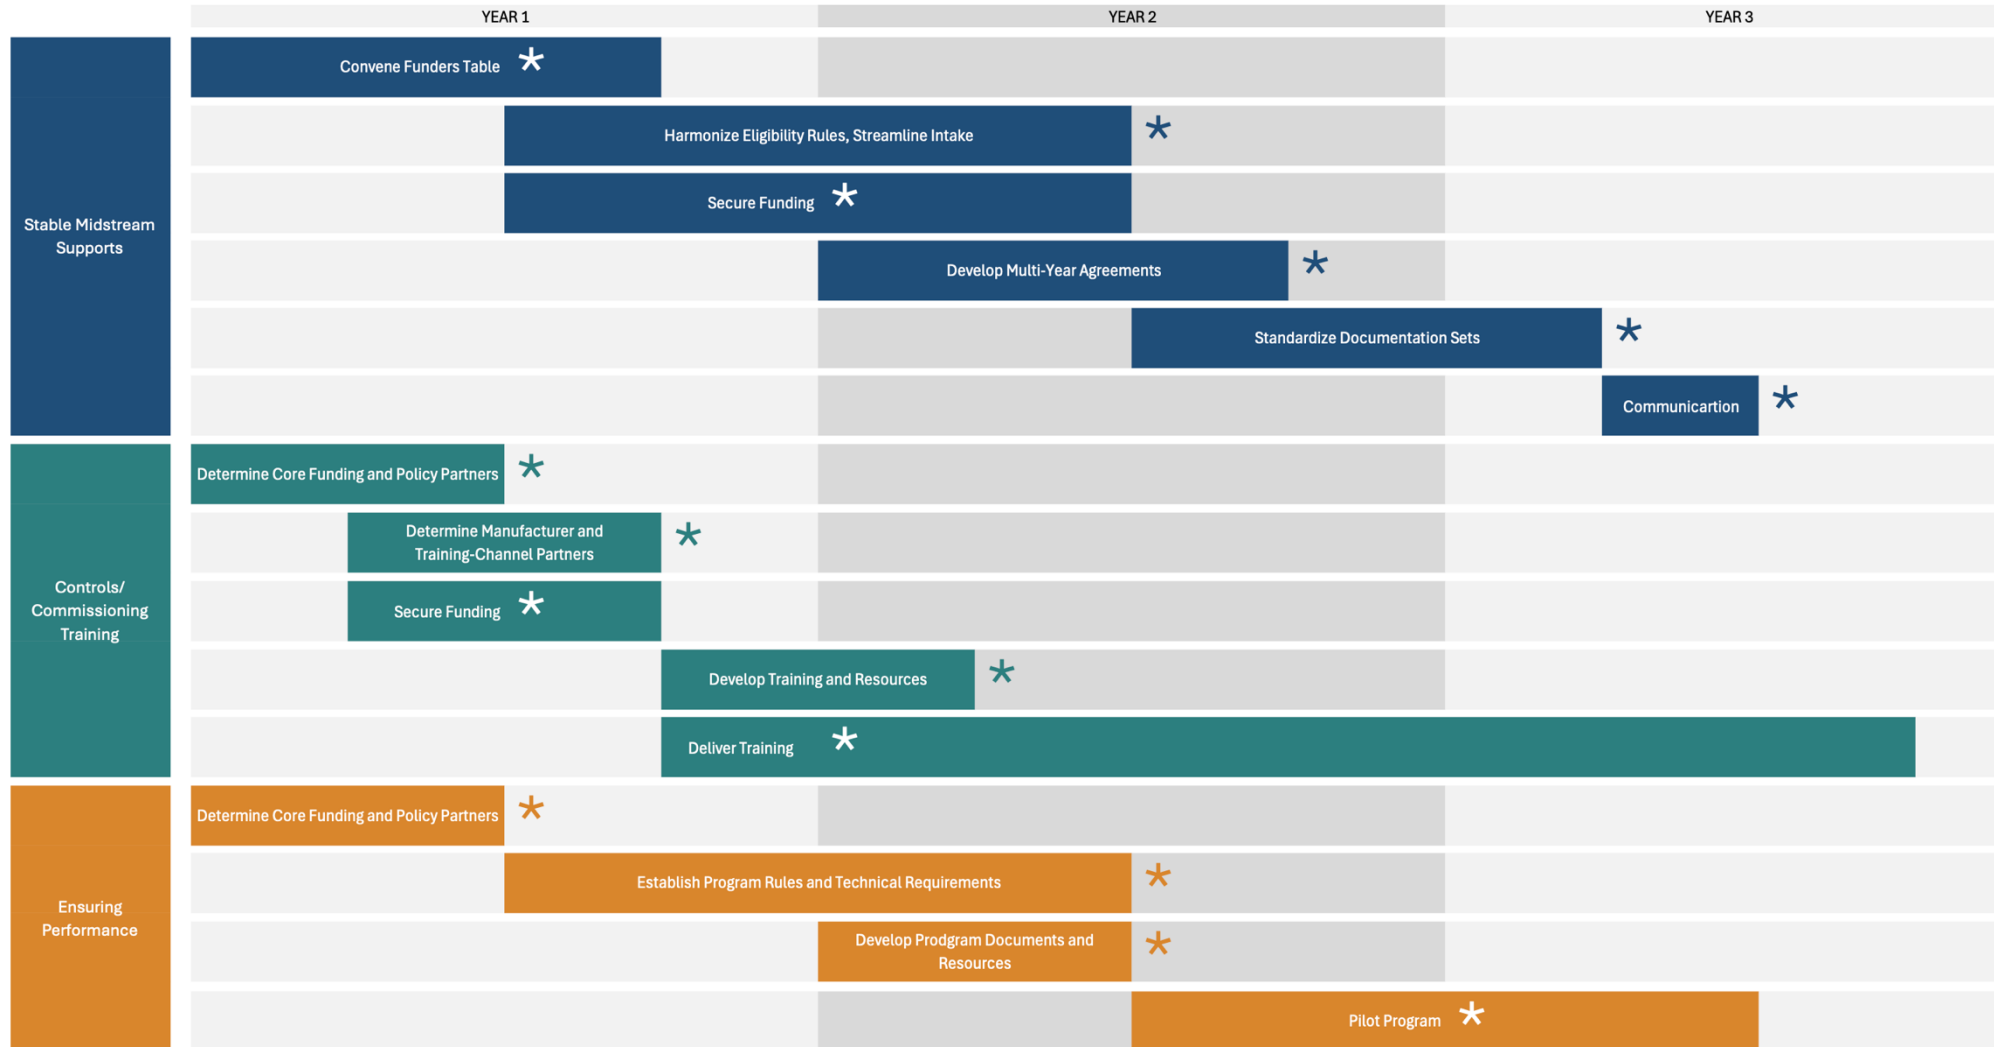 YEAR 1
YEAR 2
YEAR 3
Stable Midstream
Supports
Convene Funders Table *
Harmonize Eligibility Rules, Streamline Intake *
Secure Funding *
Develop Multi-Year Agreements *
Standardize Documentation Sets *
Communicartion *
Controls/
Commissioning
Training
Determine Core Funding and Policy Partners *
Determine Manufacturer and
Training-Channel Partners *
Secure Funding *
Develop Training and Resources *
Deliver Training *
Ensuring
Performance
Determine Core Funding and Policy Partners *
Establish Program Rules and Technical Requirements *
Develop Prodgram Documents and
Resources *
Pilot Program *